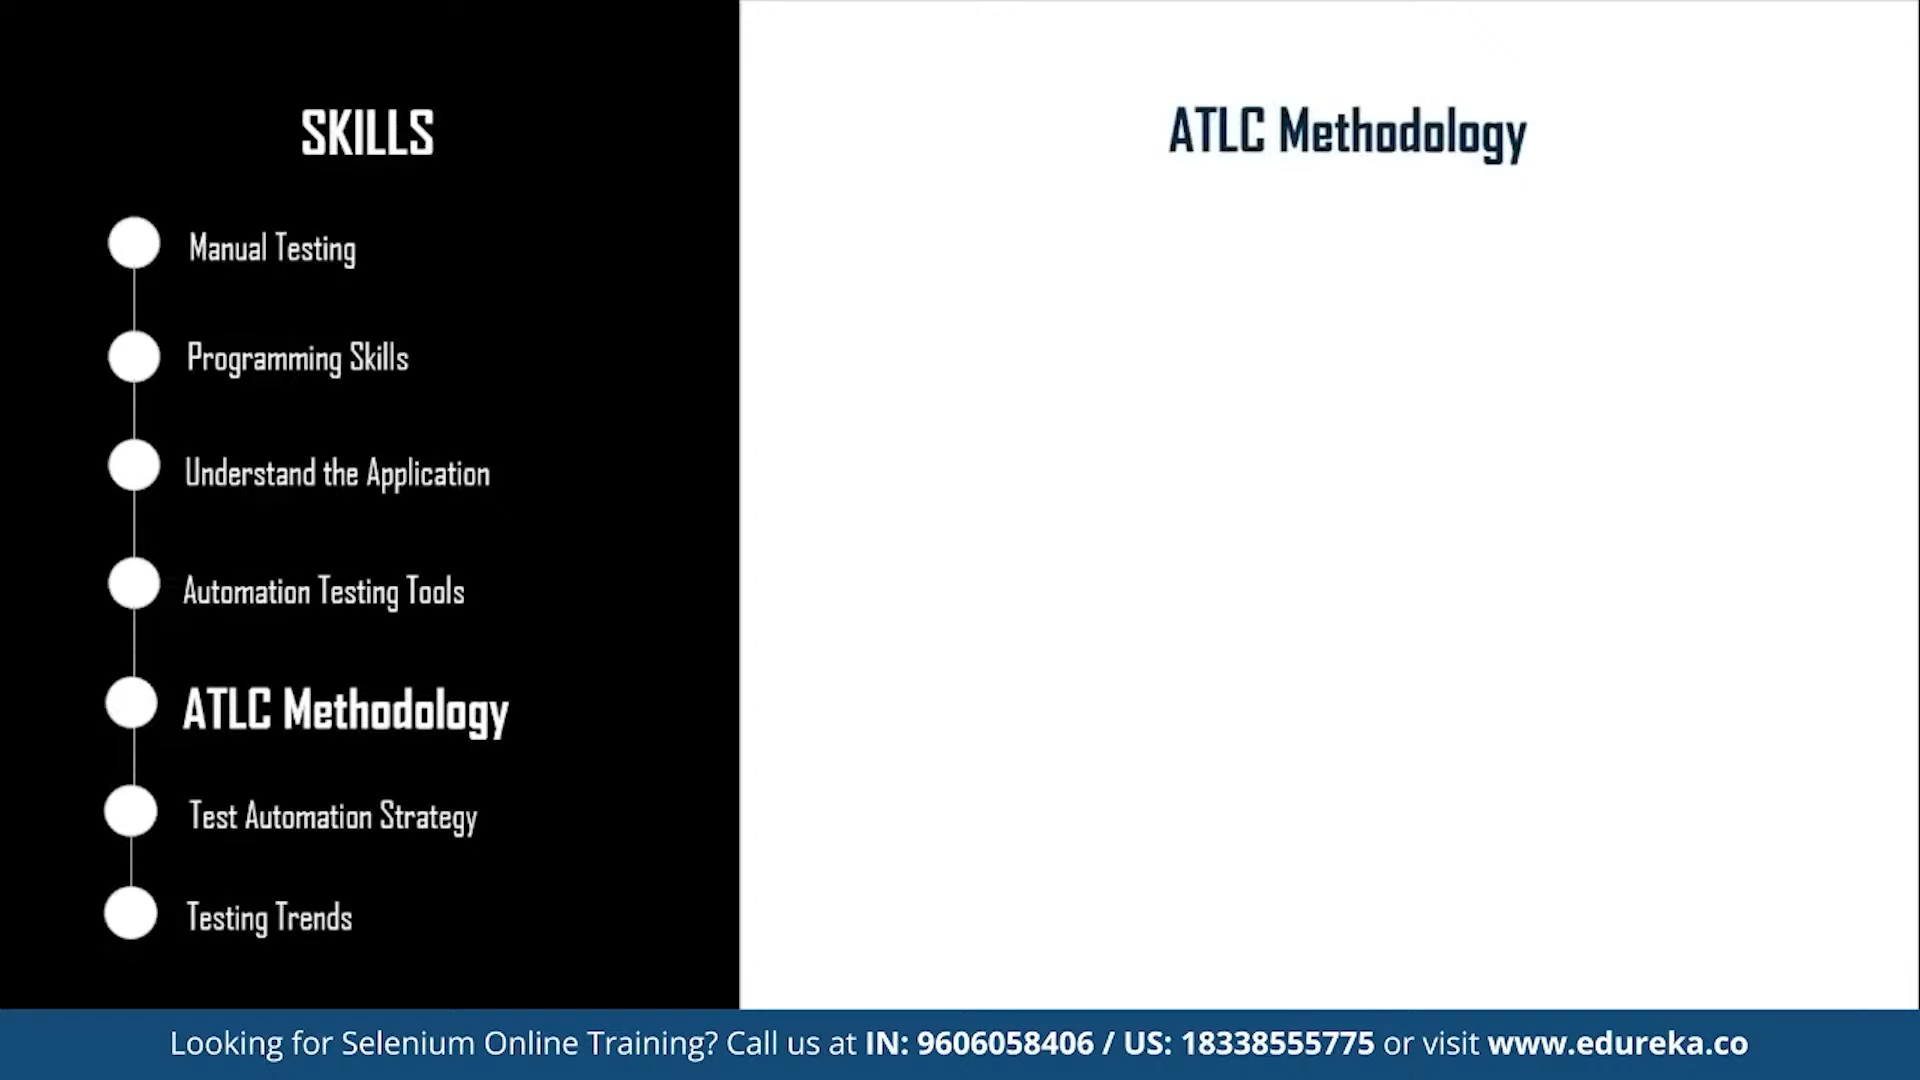 SKILLS
Manual Testing
Programming Skills
Understand the Application
Automation Testing Tools
ATLC Methodology
Test Automation Strategy
Testing Trends
ATLC Methodology
Looking for Selenium Online Training? Call us at IN: 9606058406 / US: 18338555775 or visit www.edureka.co